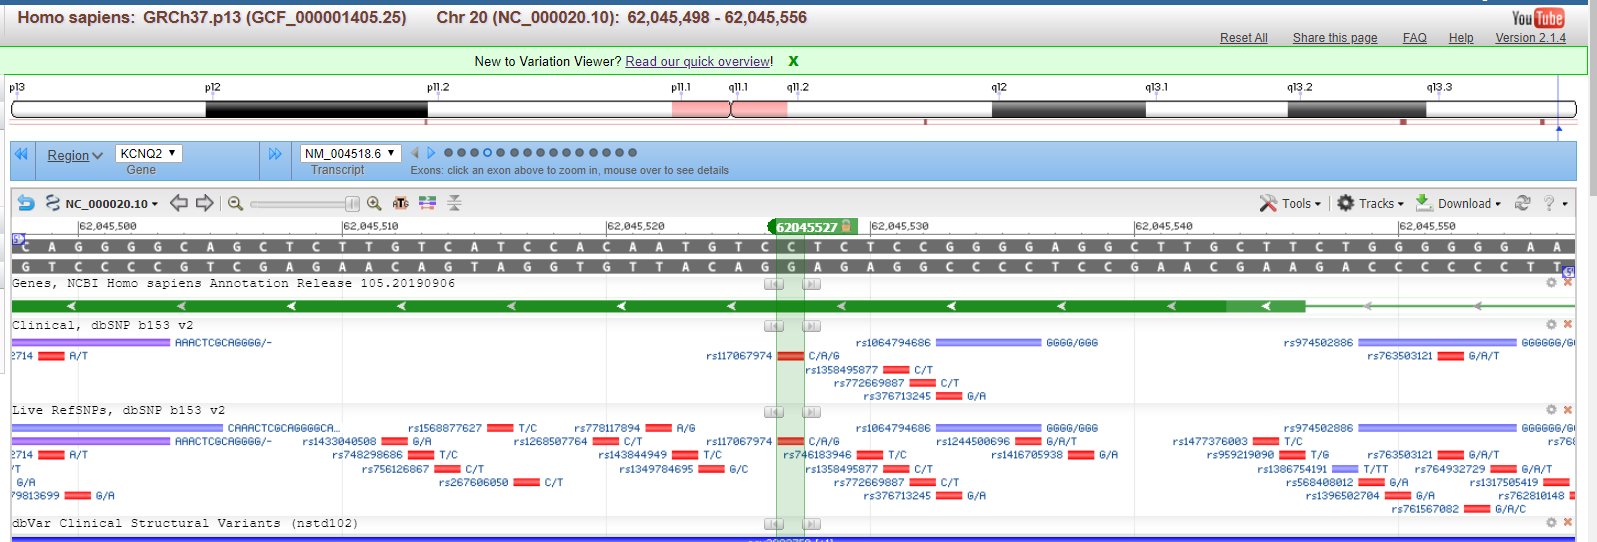 Homo sapiens: GRCh37.p13 (GCF_000001405.25) Chr 20 (NC_000020.10): 62,045,498 - 62,045,556
YouTube
Reset All Share this page FAQ Help Version 2.1.4
New to Variation Viewer? Read our quick overview! X
p13 p12 p11.2 p11.1 q11.1 q11.2 q12 q13.1 q13.2 q13.3
Region KCNQ2 NM_004518.6
Gene Transcript Exons: click an exon above to zoom in, mouse over to see details
NC_000020.10 ATG Tools Tracks Download ?
62,045,500 62,045,510 62,045,520 62045527 62,045,530 62,045,540 62,045,550
C A G G G G C A G C T C T T G T C A T C C A C A A T G T C C T C T C C G G G G A G G C T T G C T T C T G G G G G G A A
G T C C C C G T C G A G A A C A G T A G G T G T T A C A G G A G A G G C C C C T C C G A A C G A A G A C C C C C C T T
Genes, NCBI Homo sapiens Annotation Release 105.20190906
Clinical, dbSNP b153 v2
AAACTCGCAGGGG/- rs1064794686 GGGG/GGG rs974502886 GGGGGG/G
2714 A/T rs117067974 C/A/G rs763503121 G/A/T
rs1358495877 C/T
rs772669887 C/T
rs376713245 G/A
Live RefSNPs, dbSNP b153 v2
CAAACTCGCAGGGGCA... rs1568877627 T/C rs778117894 A/G rs1064794686 GGGG/GGG rs974502886 GGGGGG/G
AAACTCGCAGGGG/- rs1433040508 G/A rs1268507764 C/T rs117067974 C/A/G rs1244500696 G/A/T rs1477376003 T/C rs768
2714 A/T rs748298686 T/C rs143844949 T/C rs746183946 T/C rs1416705938 G/A rs959219090 T/G rs763503121 G/A/T
/T rs756126867 C/T rs1349784695 G/C rs1358495877 C/T rs1386754191 T/TT rs764932729 G/A/T
G/A rs267606050 C/T rs772669887 C/T rs568408012 G/A rs1317505419
79813699 G/A rs376713245 G/A rs1396502704 G/A rs762810148
rs761567082 G/A/C
dbVar Clinical Structural Variants (nstd102)